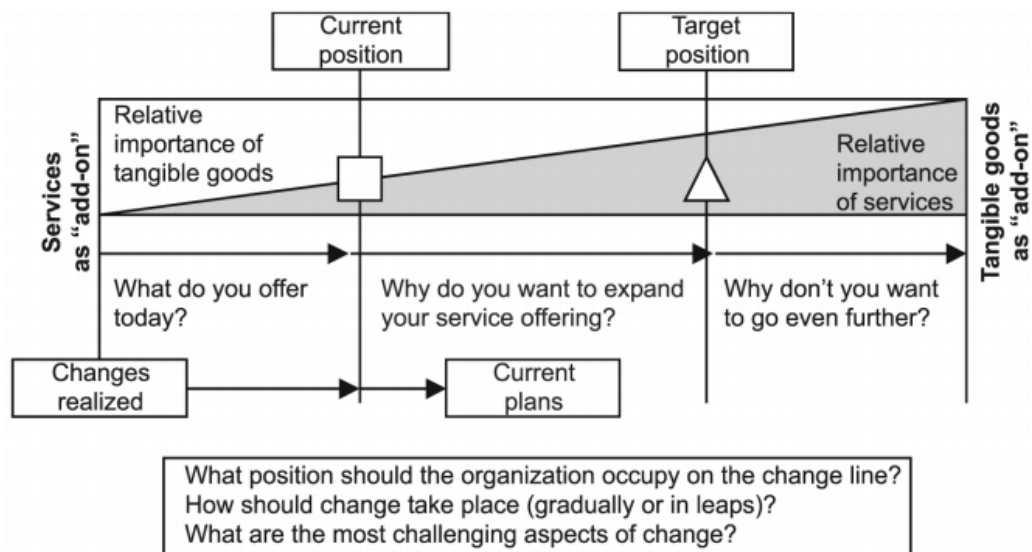 Current
position
Target
position
Services
as “add-on”
Relative
importance of
tangible goods
Relative
importance
of services
Tangible goods
as “add-on”
What do you offer
today?
Why do you want to expand
your service offering?
Why don’t you want
to go even further?
Changes
realized
Current
plans
What position should the organization occupy on the change line?
How should change take place (gradually or in leaps)?
What are the most challenging aspects of change?